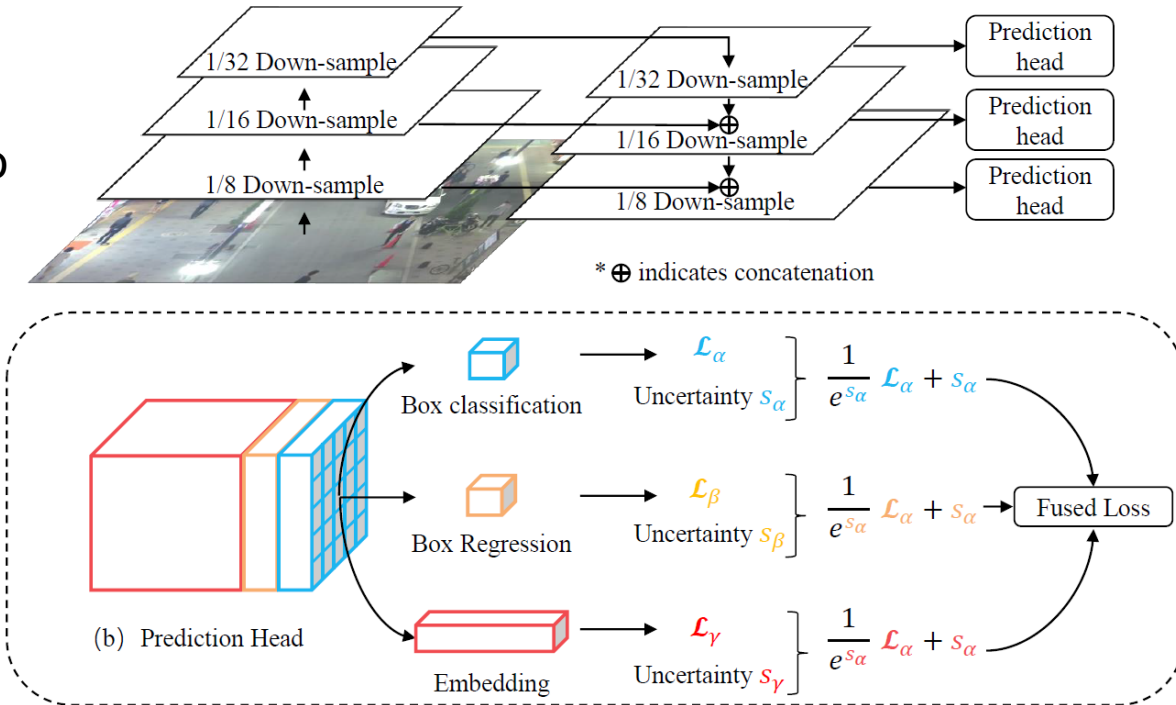 1/32 Down-sample
1/16 Down-sample
1/8 Down-sample
1/32 Down-sample
1/16 Down-sample
1/8 Down-sample
Prediction
head
Prediction
head
Prediction
head
* ⊕ indicates concatenation
Box classification
ℒα
Uncertainty sα
1/e^sα ℒα + sα
Box Regression
ℒβ
Uncertainty sβ
1/e^sα ℒα + sα
Fused Loss
(b) Prediction Head
Embedding
ℒγ
Uncertainty sγ
1/e^sα ℒα + sα